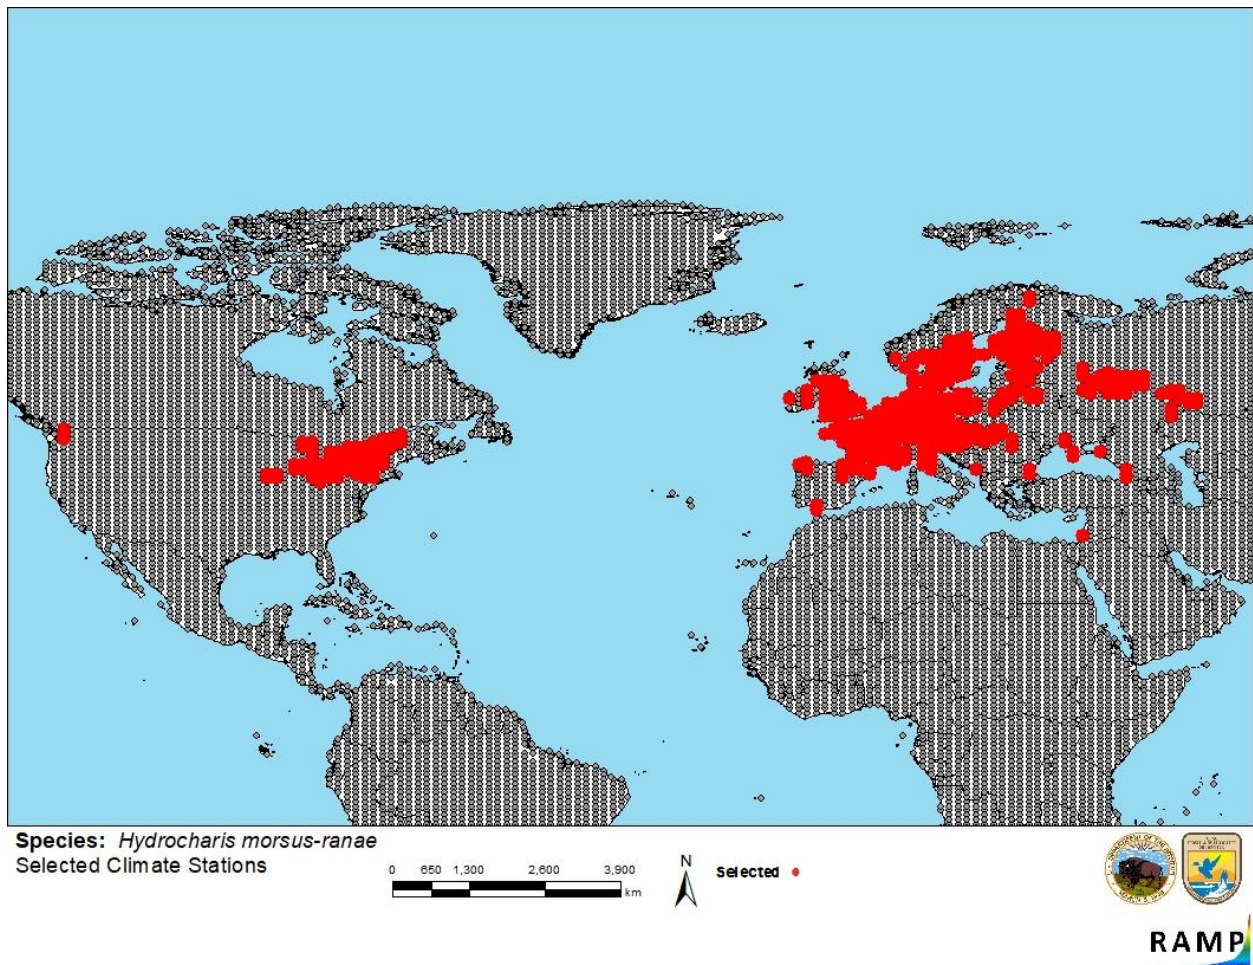 Species: Hydrocharis morsus-ranae
Selected Climate Stations
0 650 1,300 2,600 3,900
km
N
Selected
RAMP